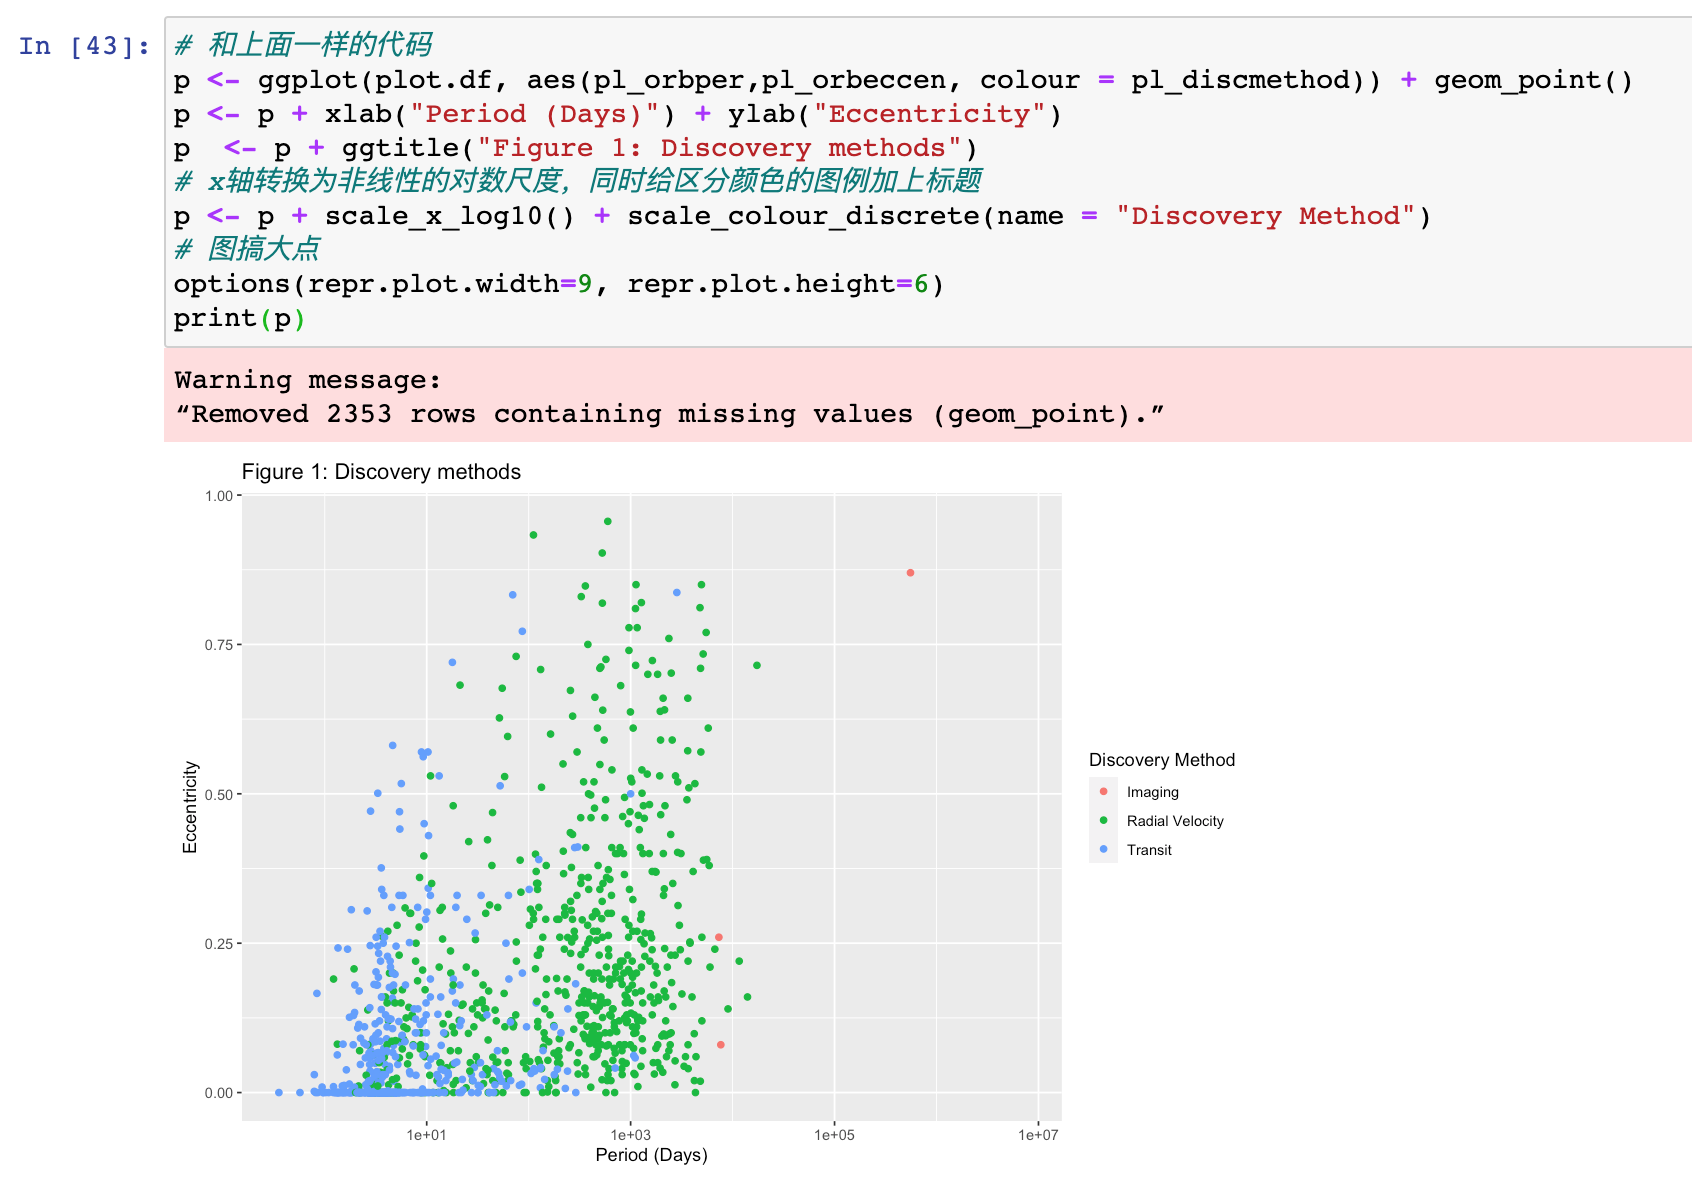 In [43]:
# 和上面一样的代码
p <- ggplot(plot.df, aes(pl_orbper,pl_orbeccen, colour = pl_discmethod)) + geom_point()
p <- p + xlab("Period (Days)") + ylab("Eccentricity")
p  <- p + ggtitle("Figure 1: Discovery methods")
# x轴转换为非线性的对数尺度，同时给区分颜色的图例加上标题
p <- p + scale_x_log10() + scale_colour_discrete(name = "Discovery Method")
# 图搞大点
options(repr.plot.width=9, repr.plot.height=6)
print(p)
Warning message:
“Removed 2353 rows containing missing values (geom_point).”
Figure 1: Discovery methods
1.00
0.75
0.50
0.25
0.00
Eccentricity
1e+01
1e+03
1e+05
1e+07
Period (Days)
Discovery Method
Imaging
Radial Velocity
Transit